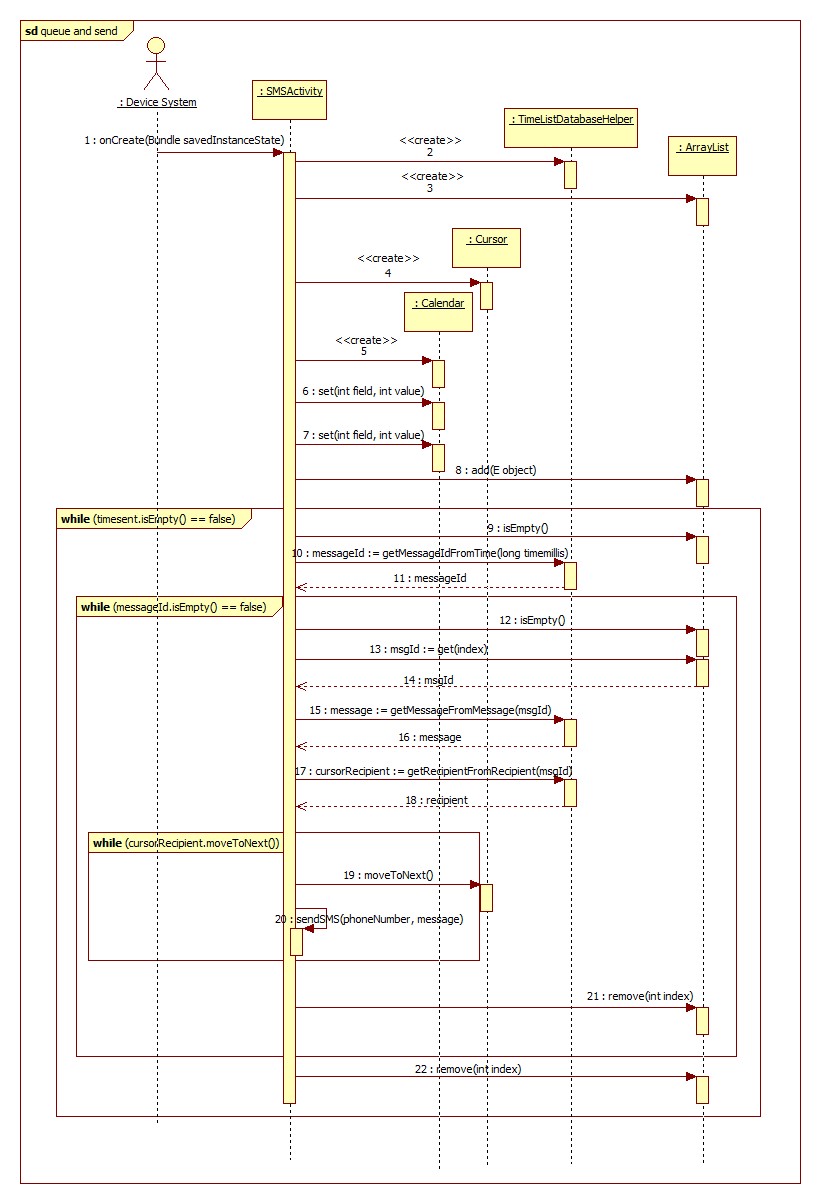 sd queue and send
: Device System
: SMSActivity
: TimeListDatabaseHelper
: ArrayList
1 : onCreate(Bundle savedInstanceState)
<<create>>
2
<<create>>
3
: Cursor
<<create>>
4
: Calendar
<<create>>
5
6 : set(int field, int value)
7 : set(int field, int value)
8 : add(E object)
while (timesent.isEmpty() == false)
9 : isEmpty()
10 : messageId := getMessageIdFromTime(long timemillis)
11 : messageId
while (messageId.isEmpty() == false)
12 : isEmpty()
13 : msgId := get(index)
14 : msgId
15 : message := getMessageFromMessage(msgId)
16 : message
17 : cursorRecipient := getRecipientFromRecipient(msgId)
18 : recipient
while (cursorRecipient.moveToNext())
19 : moveToNext()
20 : sendSMS(phoneNumber, message)
21 : remove(int index)
22 : remove(int index)